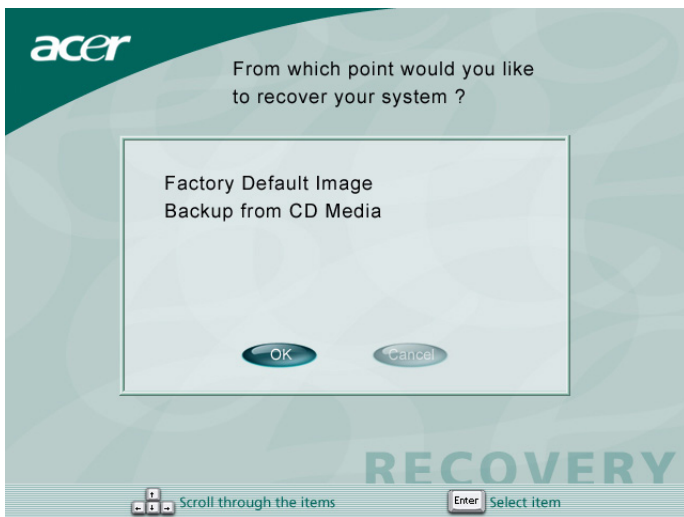 acer
From which point would you like
to recover your system ?
Factory Default Image
Backup from CD Media
OK
Cancel
RECOVERY
Scroll through the items
Enter Select item